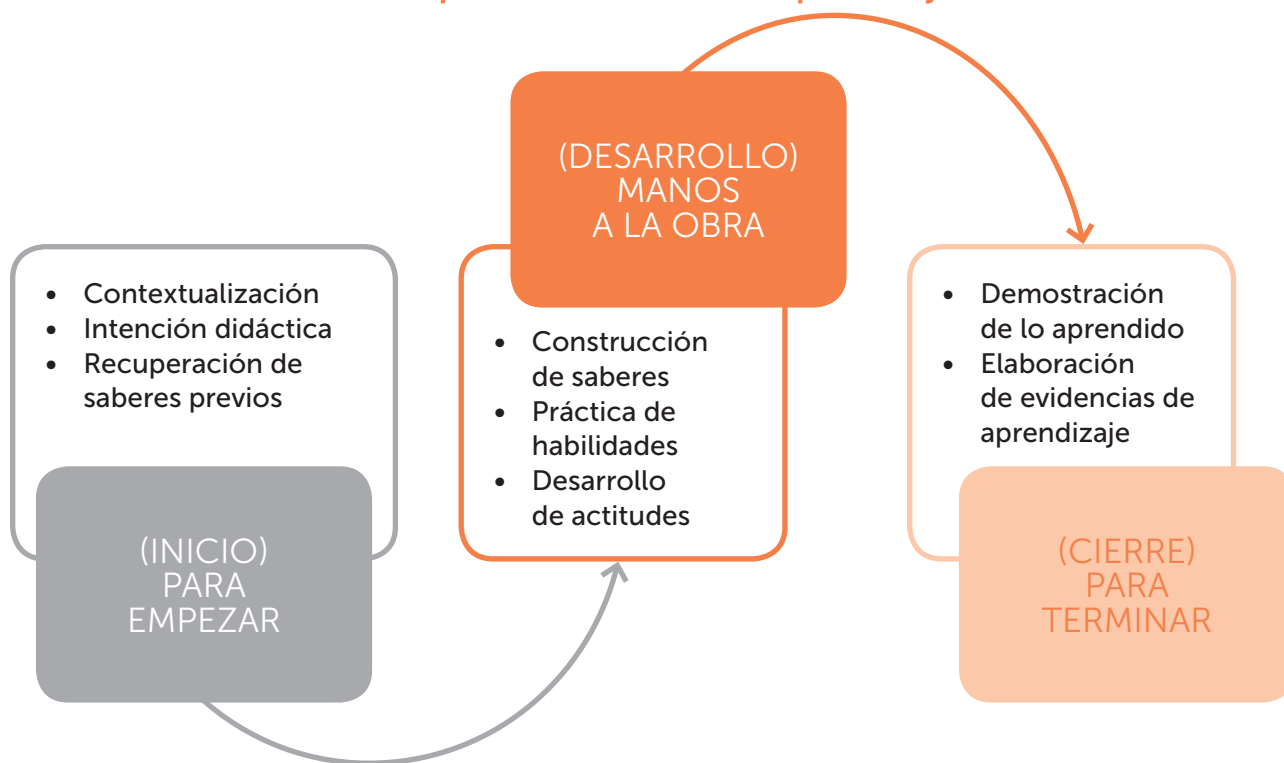 • Contextualización
• Intención didáctica
• Recuperación de
saberes previos
(INICIO)
PARA
EMPEZAR
(DESARROLLO)
MANOS
A LA OBRA
• Construcción
de saberes
• Práctica de
habilidades
• Desarrollo
de actitudes
• Demostración
de lo aprendido
• Elaboración
de evidencias de
aprendizaje
(CIERRE)
PARA
TERMINAR